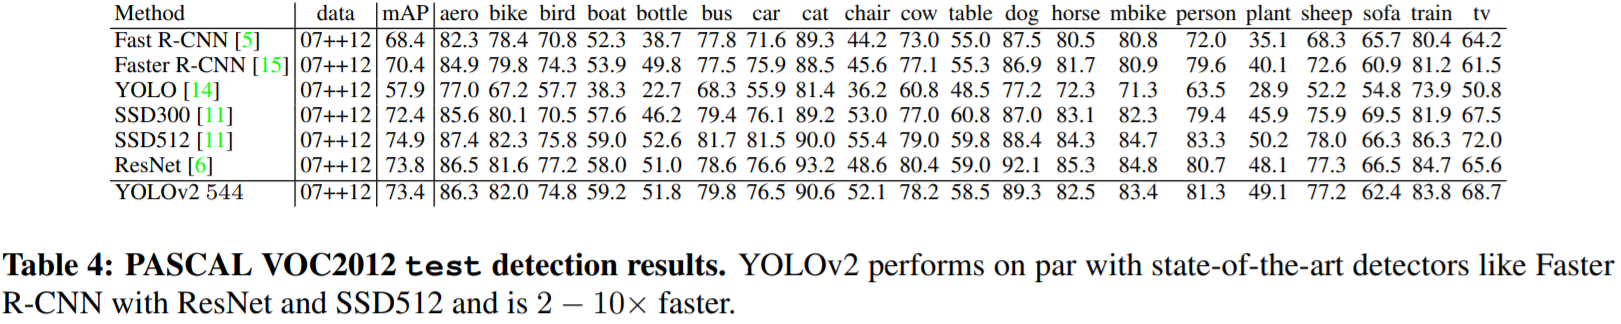 Method data mAP aero bike bird boat bottle bus car cat chair cow table dog horse mbike person plant sheep sofa train tv
Fast R-CNN [5] 07++12 68.4 82.3 78.4 70.8 52.3 38.7 77.8 71.6 89.3 44.2 73.0 55.0 87.5 80.5 80.8 72.0 35.1 68.3 65.7 80.4 64.2
Faster R-CNN [15] 07++12 70.4 84.9 79.8 74.3 53.9 49.8 77.5 75.9 88.5 45.6 77.1 55.3 86.9 81.7 80.9 79.6 40.1 72.6 60.9 81.2 61.5
YOLO [14] 07++12 57.9 77.0 67.2 57.7 38.3 22.7 68.3 55.9 81.4 36.2 60.8 48.5 77.2 72.3 71.3 63.5 28.9 52.2 54.8 73.9 50.8
SSD300 [11] 07++12 72.4 85.6 80.1 70.5 57.6 46.2 79.4 76.1 89.2 53.0 77.0 60.8 87.0 83.1 82.3 79.4 45.9 75.9 69.5 81.9 67.5
SSD512 [11] 07++12 74.9 87.4 82.3 75.8 59.0 52.6 81.7 81.5 90.0 55.4 79.0 59.8 88.4 84.3 84.7 83.3 50.2 78.0 66.3 86.3 72.0
ResNet [6] 07++12 73.8 86.5 81.6 77.2 58.0 51.0 78.6 76.6 93.2 48.6 80.4 59.0 92.1 85.3 84.8 80.7 48.1 77.3 66.5 84.7 65.6
YOLOv2 544 07++12 73.4 86.3 82.0 74.8 59.2 51.8 79.8 76.5 90.6 52.1 78.2 58.5 89.3 82.5 83.4 81.3 49.1 77.2 62.4 83.8 68.7
Table 4: PASCAL VOC2012 test detection results. YOLOv2 performs on par with state-of-the-art detectors like Faster
R-CNN with ResNet and SSD512 and is 2 − 10× faster.